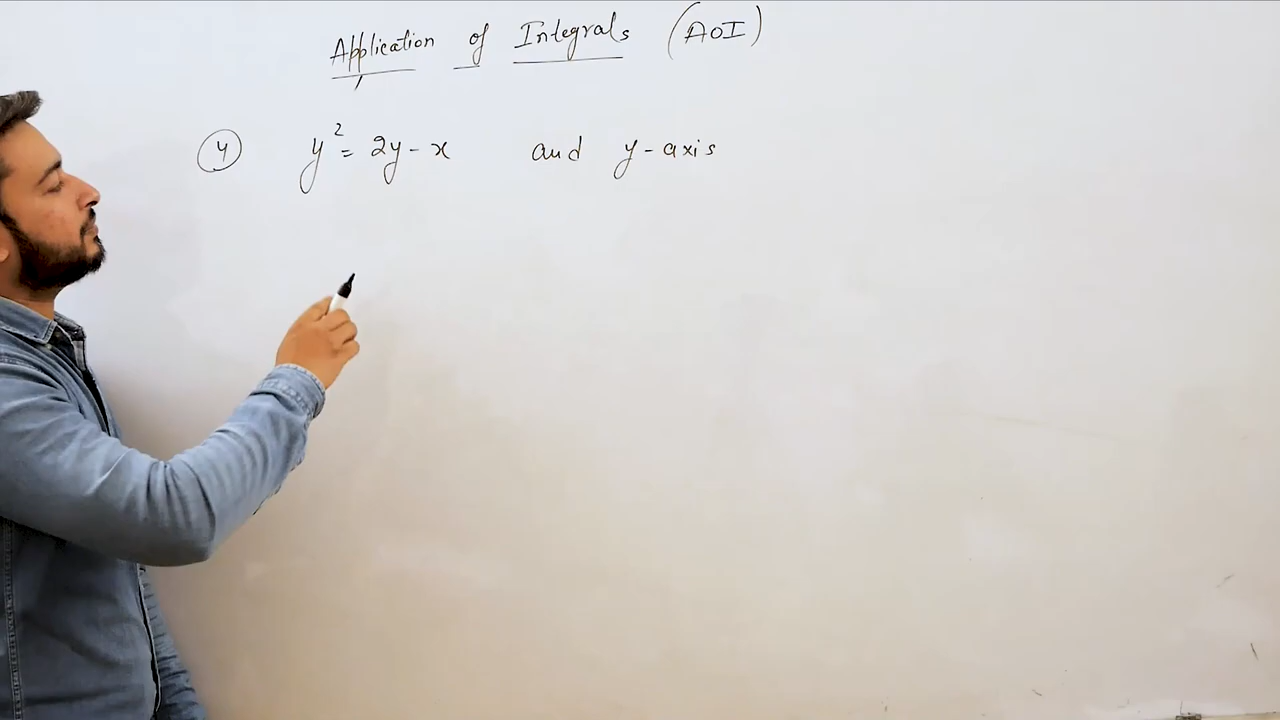 Application of Integrals (AOI)
4 y² = 2y - x and y-axis